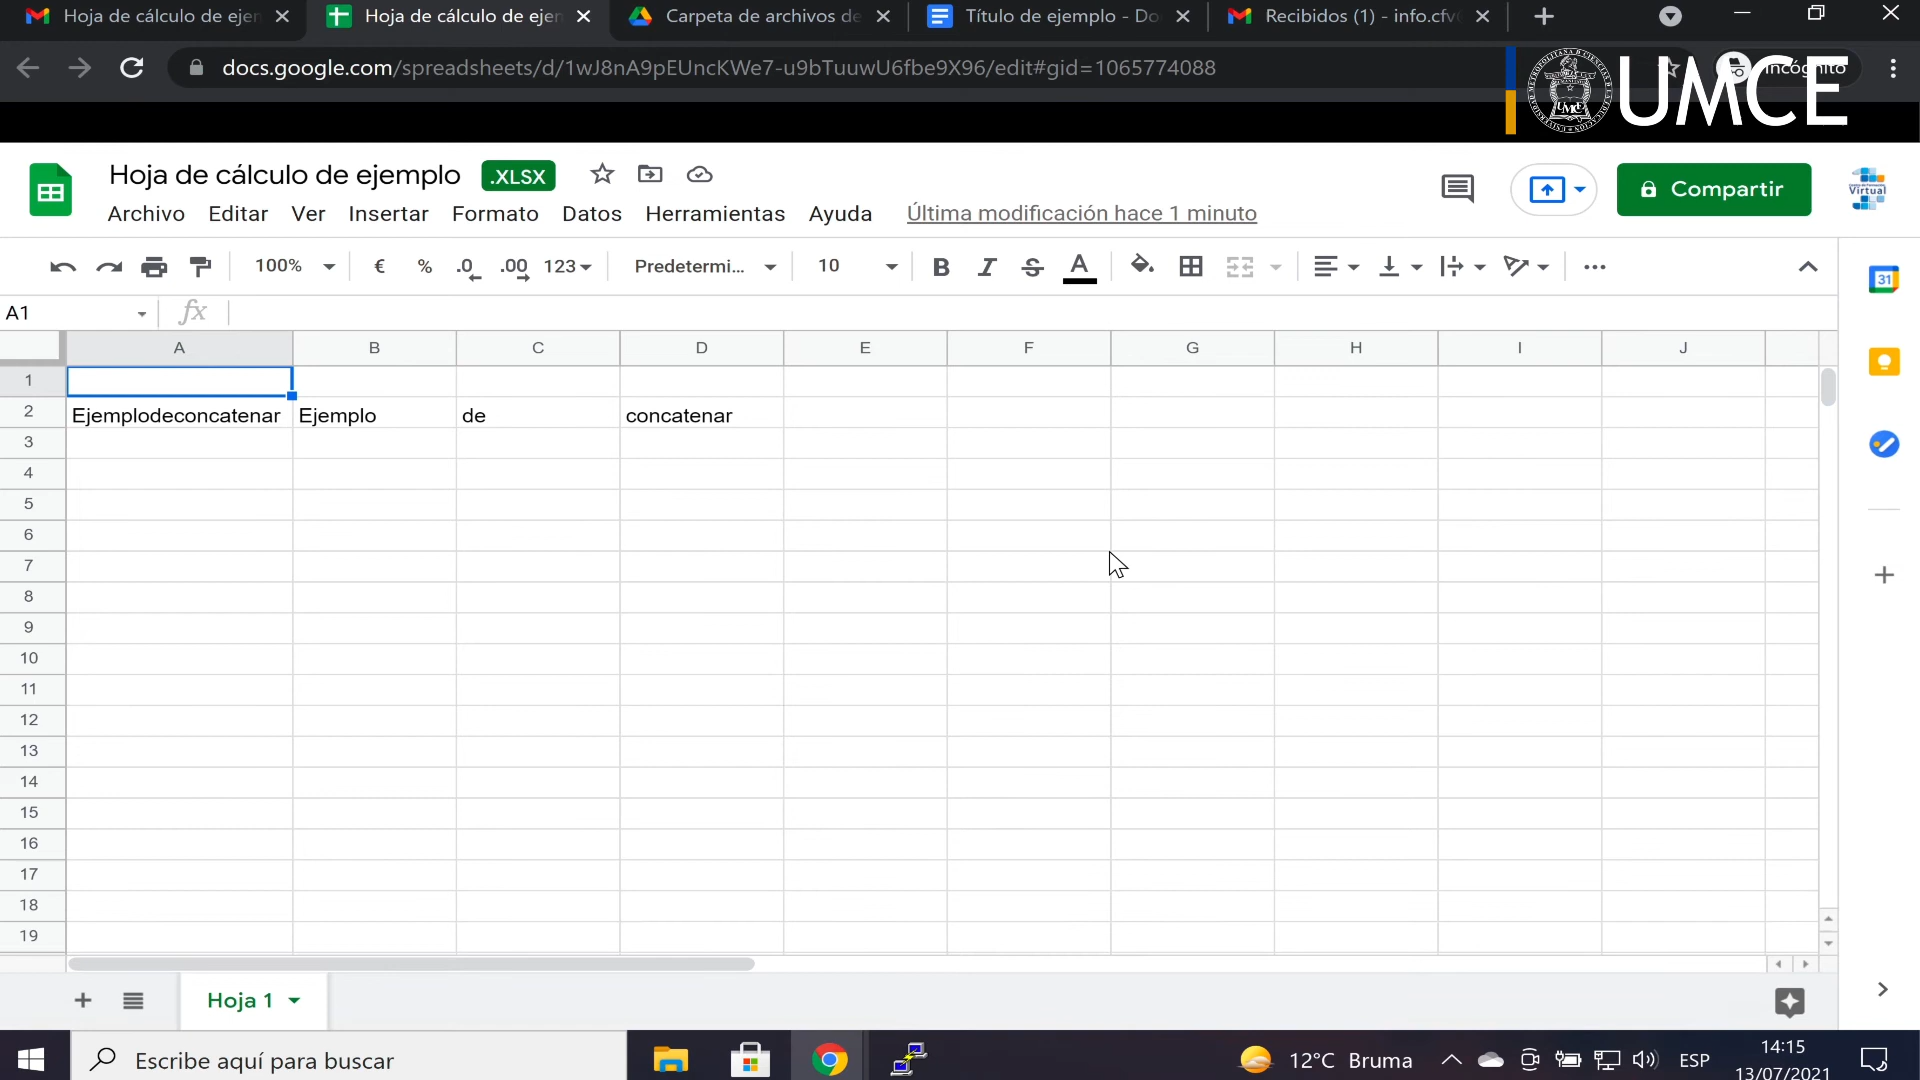 Hoja de cálculo de ejen
Hoja de cálculo de ejen
Carpeta de archivos de
Título de ejemplo - Do
Recibidos (1) - info.cfv
docs.google.com/spreadsheets/d/1wJ8nA9pEUncKWe7-u9bTuuwU6fbe9X96/edit#gid=1065774088
Incógnito
UMCE
Hoja de cálculo de ejemplo .XLSX
Compartir
Virtual
Archivo Editar Ver Insertar Formato Datos Herramientas Ayuda Última modificación hace 1 minuto
100% € % .0 .00 123 Predetermi... 10 B I S A
31
A1 fx
A B C D E F G H I J
1
2 Ejemplodeconcatenar Ejemplo de concatenar
3
4
5
6
7
8
9
10
11
12
13
14
15
16
17
18
19
Hoja 1
Escribe aquí para buscar
12°C Bruma
ESP
14:15
13/07/2021